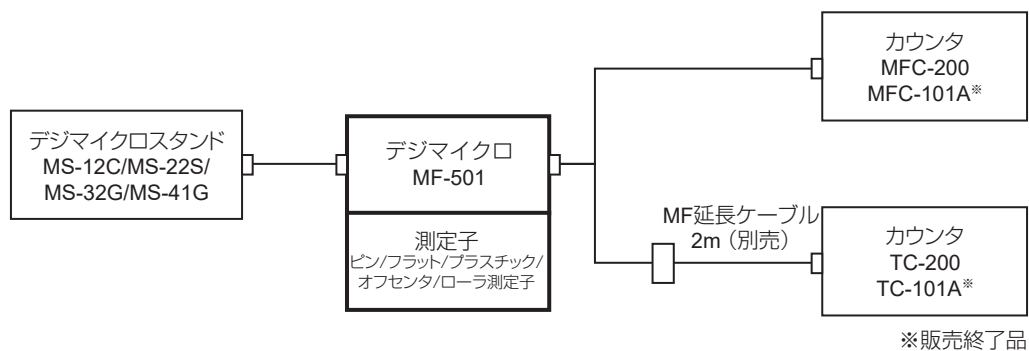 デジマイクロスタンド
MS-12C/MS-22S/
MS-32G/MS-41G
デジマイクロ
MF-501
測定子
ピン/フラット/プラスチック/
オフセンタ/ローラ測定子
カウンタ
MFC-200
MFC-101A※
MF延長ケーブル
2m（別売）
カウンタ
TC-200
TC-101A※
※販売終了品